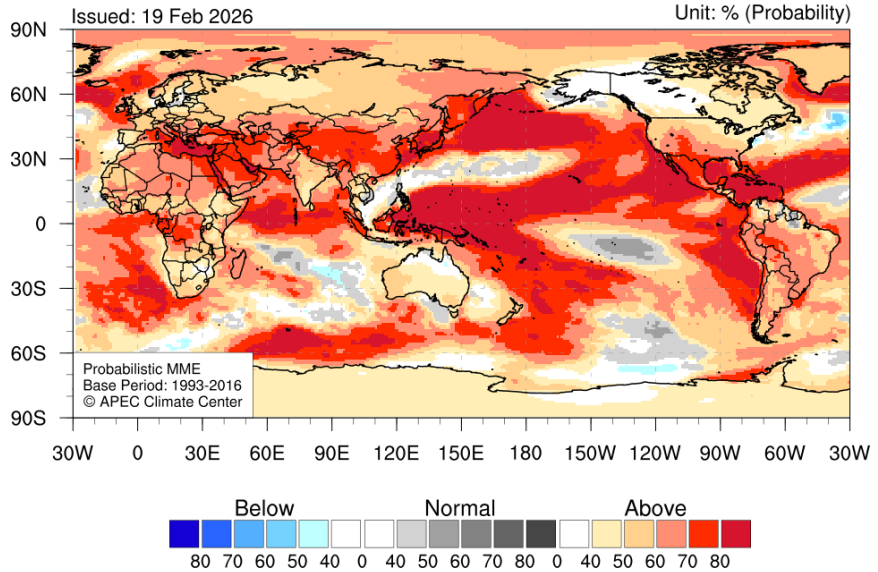 Issued: 19 Feb 2026
Unit: % (Probability)
90N
60N
30N
0
30S
60S
90S
Probabilistic MME
Base Period: 1993-2016
© APEC Climate Center
30W 0 30E 60E 90E 120E 150E 180 150W 120W 90W 60W 30W
Below Normal Above
80 70 60 50 40 0 40 50 60 70 80 0 40 50 60 70 80